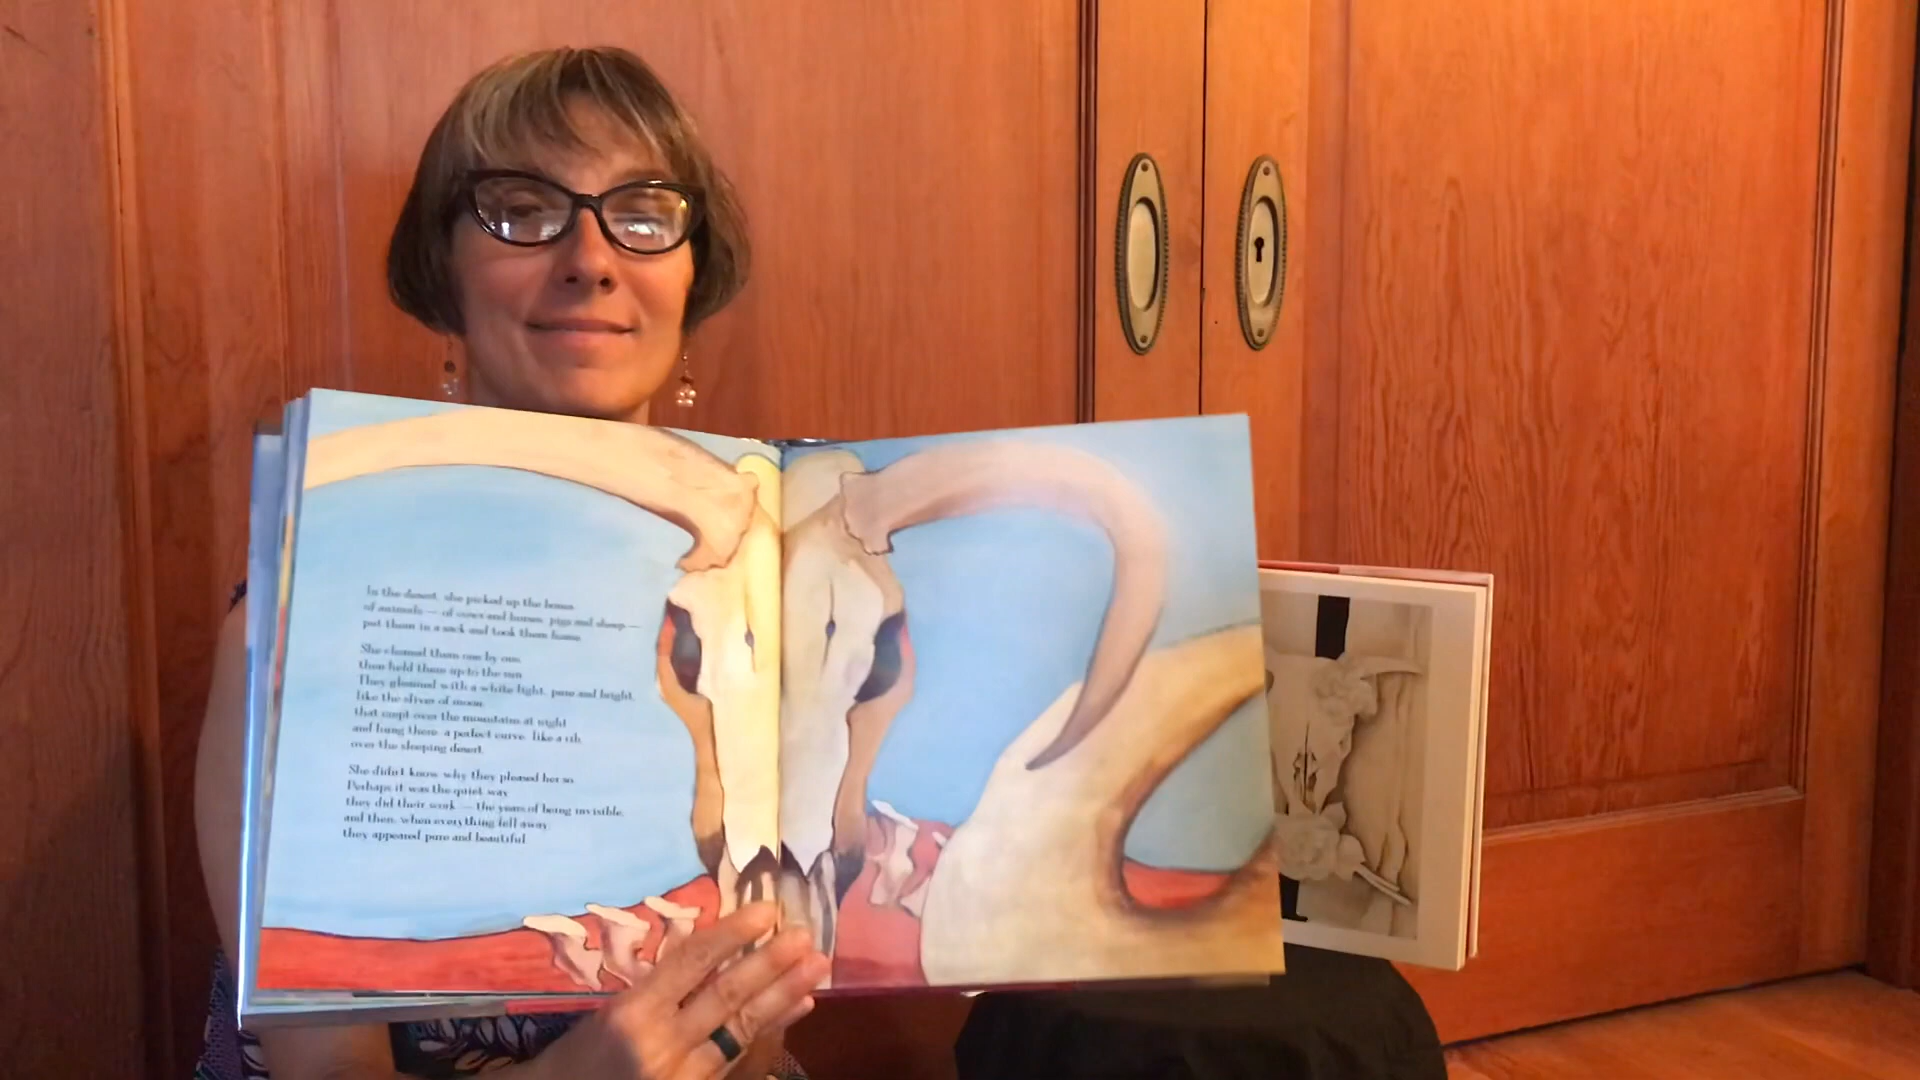 In the desert, she picked up the bones
of animals — of cows and horses, pigs and sheep —
put them in a sack and took them home.
She cleaned them one by one,
then held them up to the sun.
They gleamed with a white light, pure and bright,
like the sliver of moon
that crept over the mountains at night
and hung there, a perfect curve, like a rib,
over the sleeping desert.
She didn't know why they pleased her so.
Perhaps it was the quiet way
they did their work — the years of being invisible,
and then, when everything fell away,
they appeared pure and beautiful.